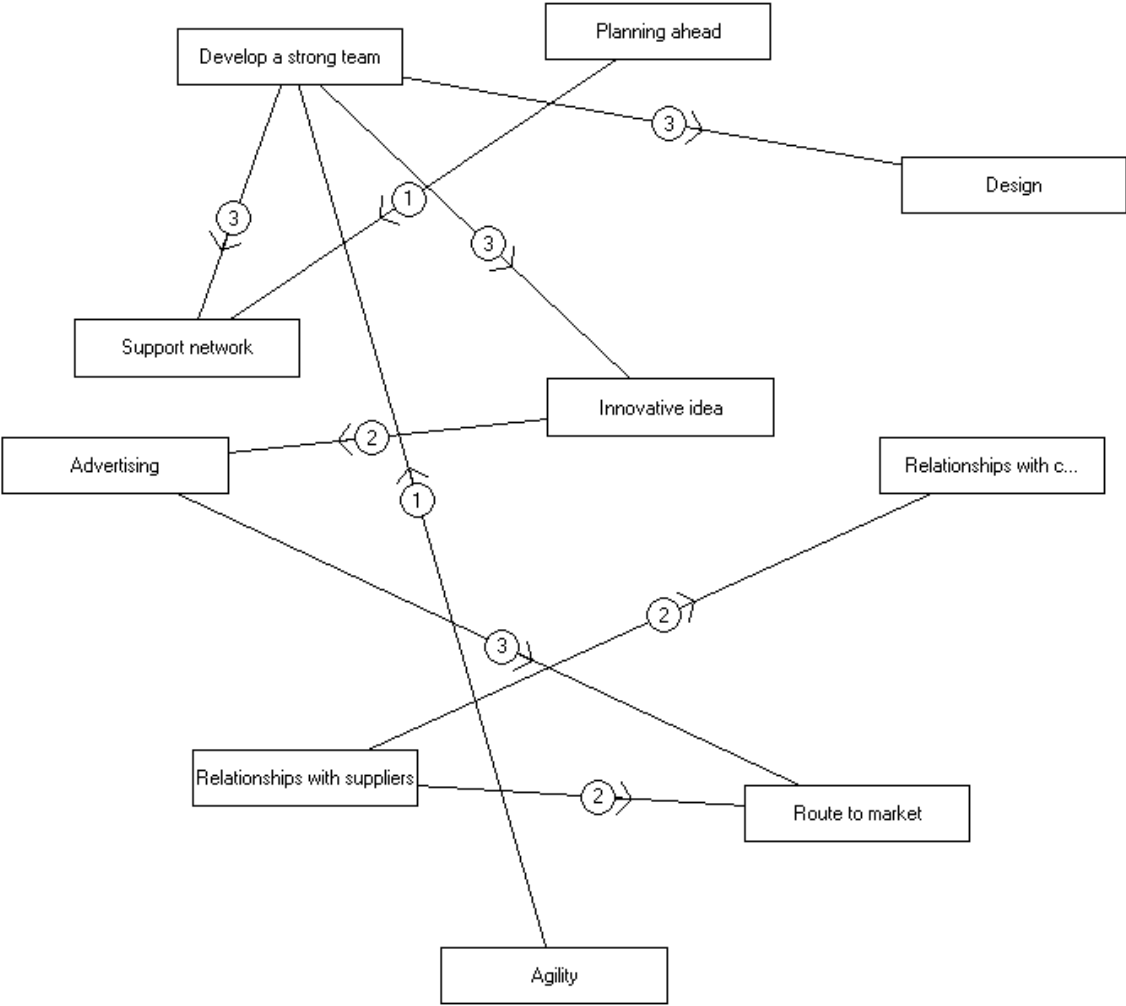 Planning ahead
Develop a strong team
3
Design
1
3
3
Support network
Innovative idea
2
Advertising
Relationships with c...
1
2
3
Relationships with suppliers
2
Route to market
Agility